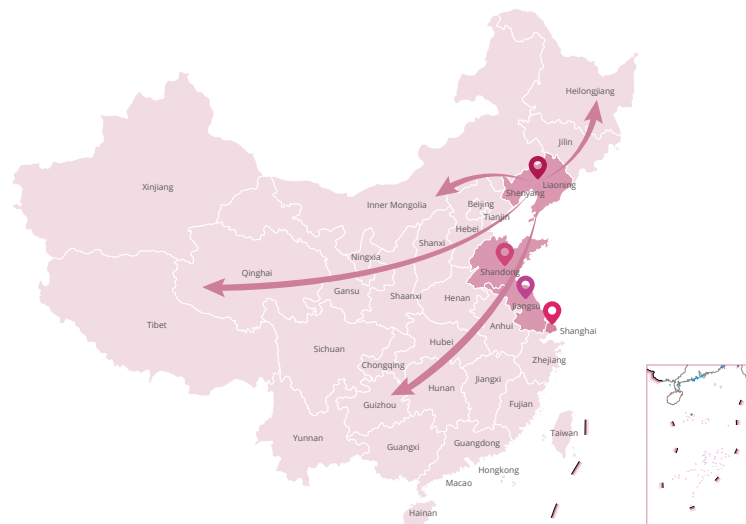 Heilongjiang
Jilin
Xinjiang
Liaoning
Shenyang
Inner Mongolia
Beijing
Tianjin
Hebei
Shanxi
Ningxia
Qinghai
Shandong
Gansu
Shaanxi
Henan
Jiangsu
Tibet
Anhui
Shanghai
Hubei
Sichuan
Zhejiang
Chongqing
Jiangxi
Hunan
Guizhou
Fujian
Yunnan
Guangxi
Guangdong
Taiwan
Hongkong
Macao
Hainan